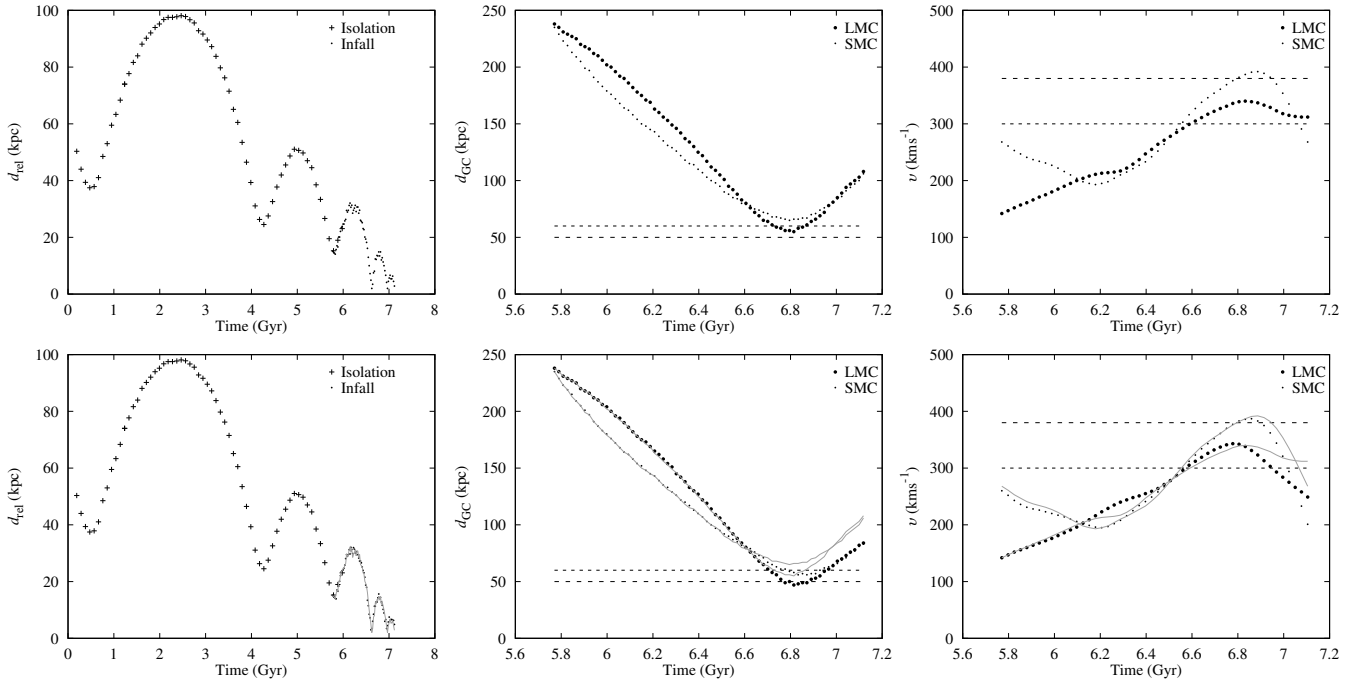 100
80
60
40
20
0
d_rel (kpc)
+ Isolation
Infall
0 1 2 3 4 5 6 7 8
Time (Gyr)
250
200
150
100
50
0
d_GC (kpc)
LMC
SMC
5.6 5.8 6 6.2 6.4 6.6 6.8 7 7.2
Time (Gyr)
500
400
300
200
100
0
υ (kms⁻¹)
LMC
SMC
5.6 5.8 6 6.2 6.4 6.6 6.8 7 7.2
Time (Gyr)
100
80
60
40
20
0
d_rel (kpc)
+ Isolation
Infall
0 1 2 3 4 5 6 7 8
Time (Gyr)
250
200
150
100
50
0
d_GC (kpc)
LMC
SMC
5.6 5.8 6 6.2 6.4 6.6 6.8 7 7.2
Time (Gyr)
500
400
300
200
100
0
υ (kms⁻¹)
LMC
SMC
5.6 5.8 6 6.2 6.4 6.6 6.8 7 7.2
Time (Gyr)